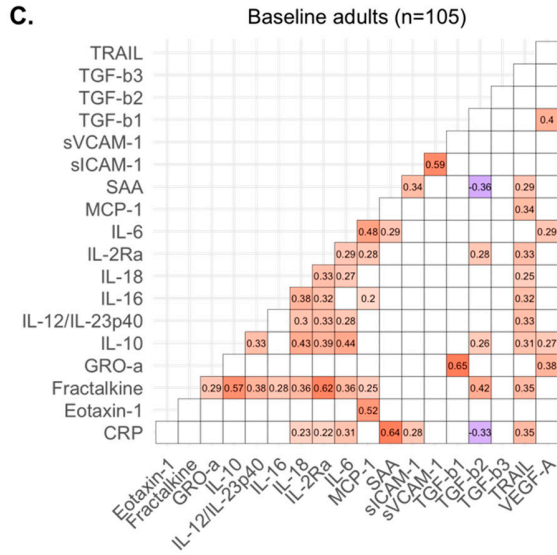 C.
Baseline adults (n=105)
TRAIL
TGF-b3
TGF-b2
TGF-b1 0.4
sVCAM-1
sICAM-1 0.59
SAA 0.34 -0.36 0.29
MCP-1 0.34
IL-6 0.48 0.29 0.29
IL-2Ra 0.29 0.28 0.28 0.33
IL-18 0.33 0.27 0.25
IL-16 0.38 0.32 0.2 0.32
IL-12/IL-23p40 0.3 0.33 0.28 0.33
IL-10 0.33 0.43 0.39 0.44 0.26 0.31 0.27
GRO-a 0.65 0.38
Fractalkine 0.29 0.57 0.38 0.28 0.36 0.62 0.36 0.25 0.42 0.35
Eotaxin-1 0.52
CRP 0.23 0.22 0.31 0.64 0.28 -0.33 0.35
Eotaxin-1
Fractalkine
GRO-a
IL-10
IL-12/IL-23p40
IL-16
IL-18
IL-2Ra
IL-6
MCP-1
SAA
sICAM-1
sVCAM-1
TGF-b1
TGF-b2
TGF-b3
TRAIL
VEGF-A